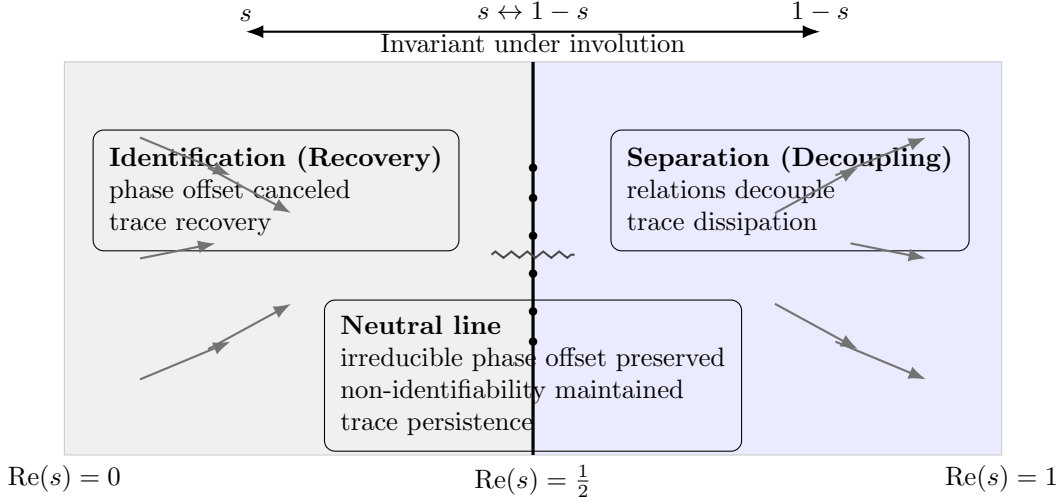 s
s ↔ 1 − s
1 − s
Invariant under involution
Identification (Recovery)
phase offset canceled
trace recovery
Separation (Decoupling)
relations decouple
trace dissipation
Neutral line
irreducible phase offset preserved
non-identifiability maintained
trace persistence
Re(s) = 0
Re(s) = 1/2
Re(s) = 1